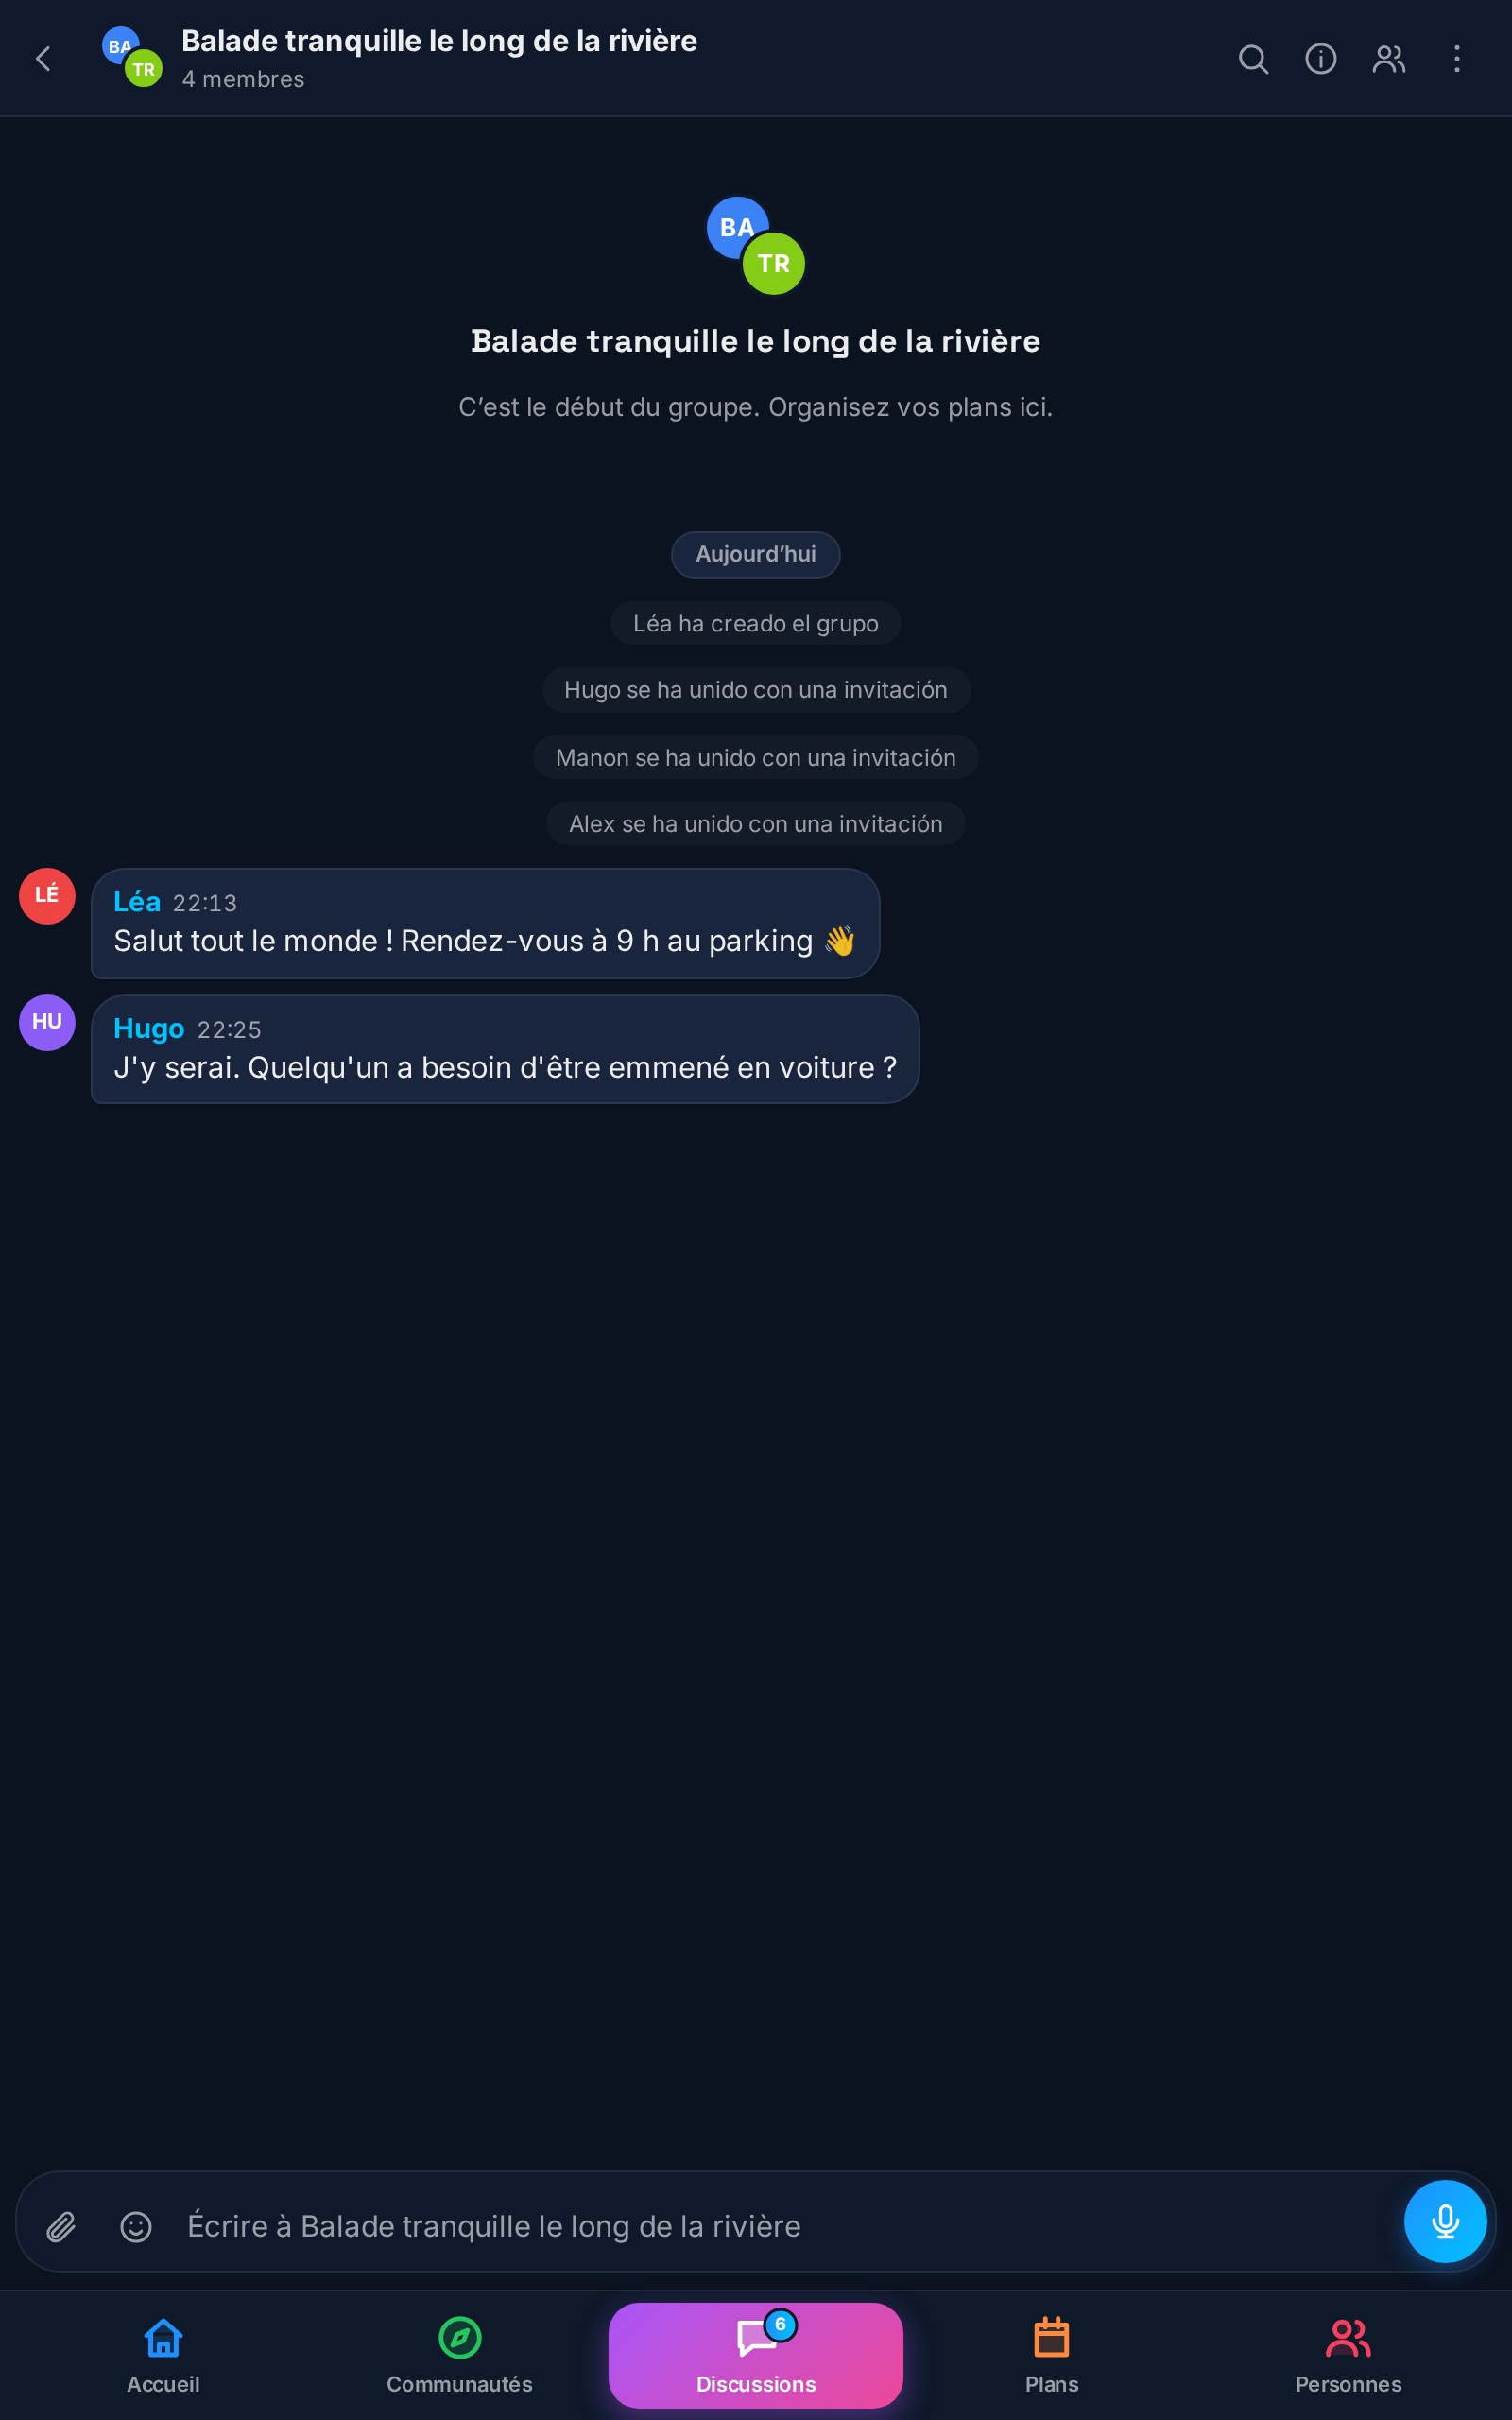 BA
TR
Balade tranquille le long de la rivière
4 membres
BA
TR
Balade tranquille le long de la rivière
C’est le début du groupe. Organisez vos plans ici.
Aujourd’hui
Léa ha creado el grupo
Hugo se ha unido con una invitación
Manon se ha unido con una invitación
Alex se ha unido con una invitación
LÉ
Léa 22:13
Salut tout le monde ! Rendez-vous à 9 h au parking 👋
HU
Hugo 22:25
J'y serai. Quelqu'un a besoin d'être emmené en voiture ?
Écrire à Balade tranquille le long de la rivière
6
Accueil
Communautés
Discussions
Plans
Personnes